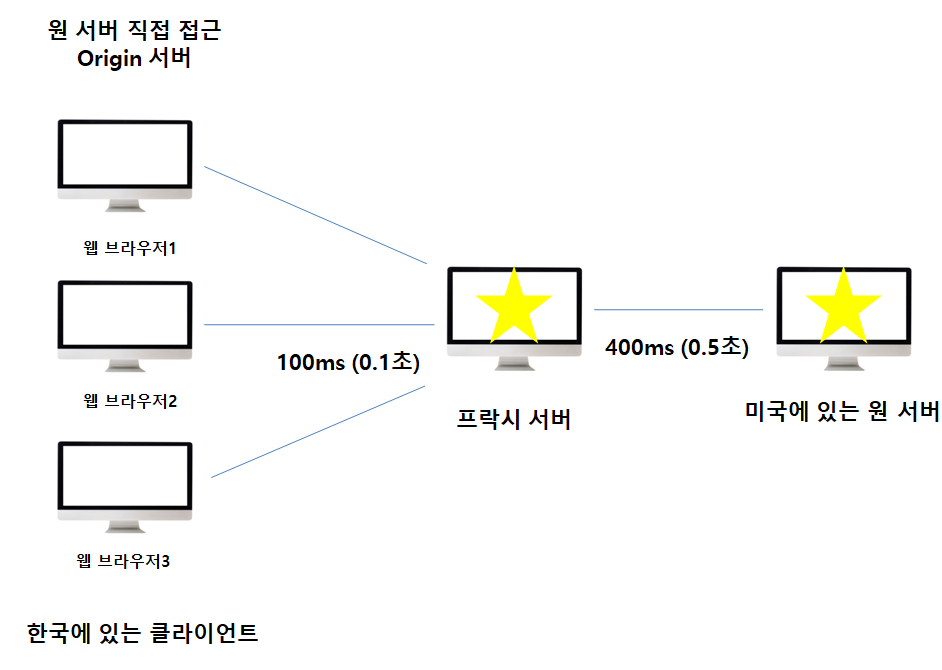 원 서버 직접 접근
Origin 서버
웹 브라우저1
웹 브라우저2
100ms (0.1초)
400ms (0.5초)
프락시 서버
미국에 있는 원 서버
웹 브라우저3
한국에 있는 클라이언트